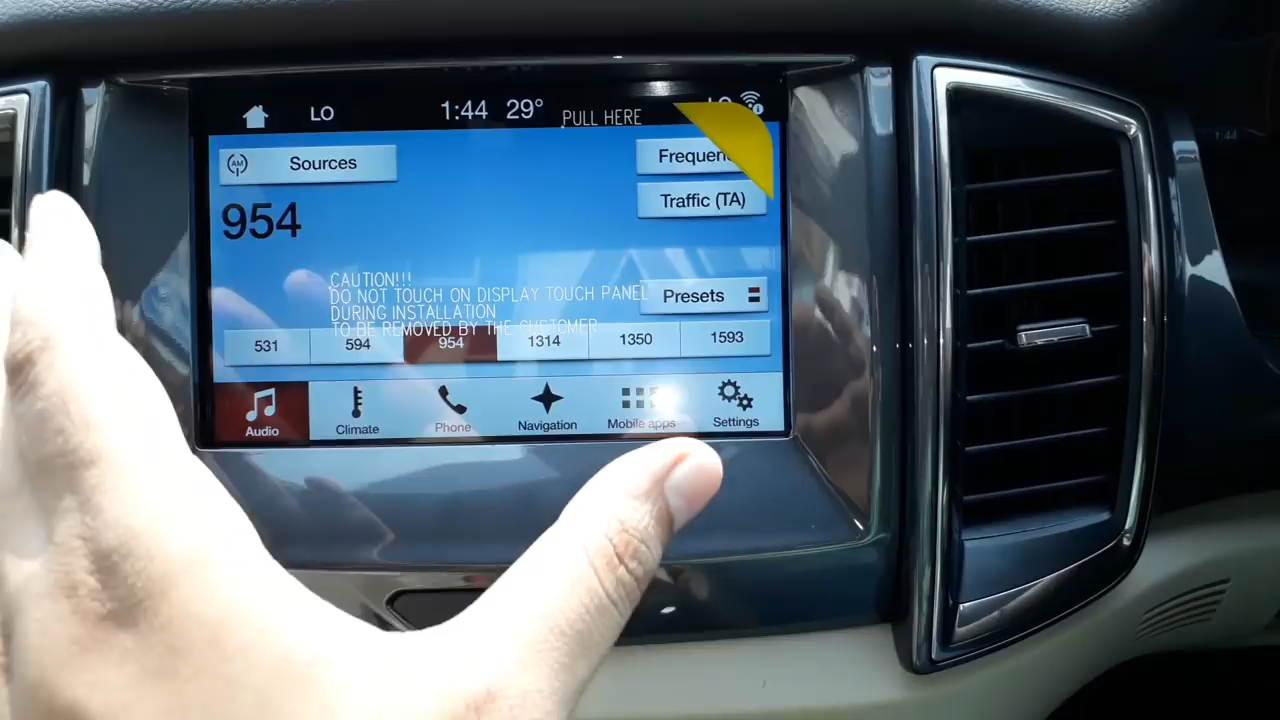 LO
1:44 29°
PULL HERE
LO
AM
Sources
Frequen
954
Traffic (TA)
CAUTION!!!
DO NOT TOUCH ON DISPLAY TOUCH PANEL
DURING INSTALLATION
TO BE REMOVED BY THE CUSTOMER
Presets
531 594 954 1314 1350 1593
Audio Climate Phone Navigation Mobile apps Settings